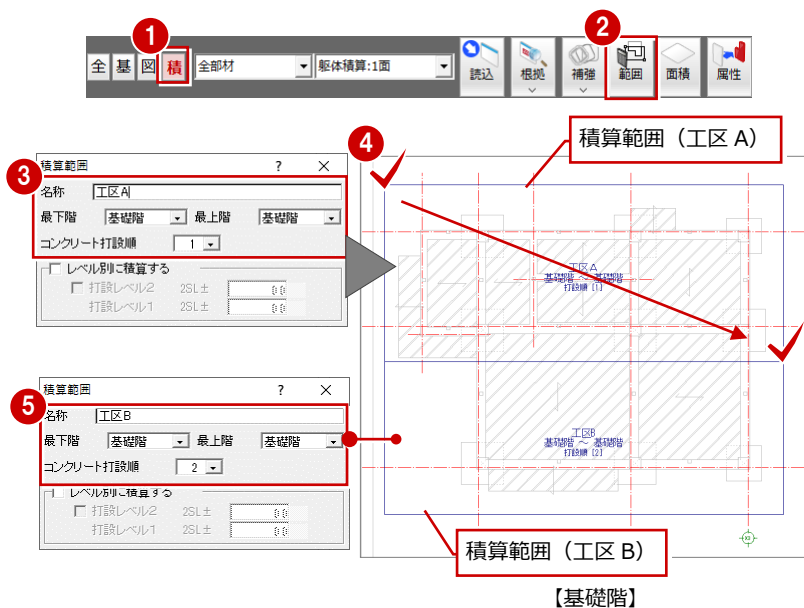 1
2
全 基 図 積 全部材 躯体積算:1面 読込 根拠 補強 範囲 面積 属性
積算範囲(工区 A)
3
積算範囲 ? ×
名称 工区A
最下階 基礎階 最上階 基礎階
コンクリート打設順 1
レベル別に積算する
打設レベル2 2SL± 0.0
打設レベル1 2SL± 0.0
4
工区A
基礎階 ~ 基礎階
打設順 [1]
5
積算範囲 ? ×
名称 工区B
最下階 基礎階 最上階 基礎階
コンクリート打設順 2
レベル別に積算する
打設レベル2 2SL± 0.0
打設レベル1 2SL± 0.0
工区B
基礎階 ~ 基礎階
打設順 [2]
積算範囲(工区 B)
【基礎階】